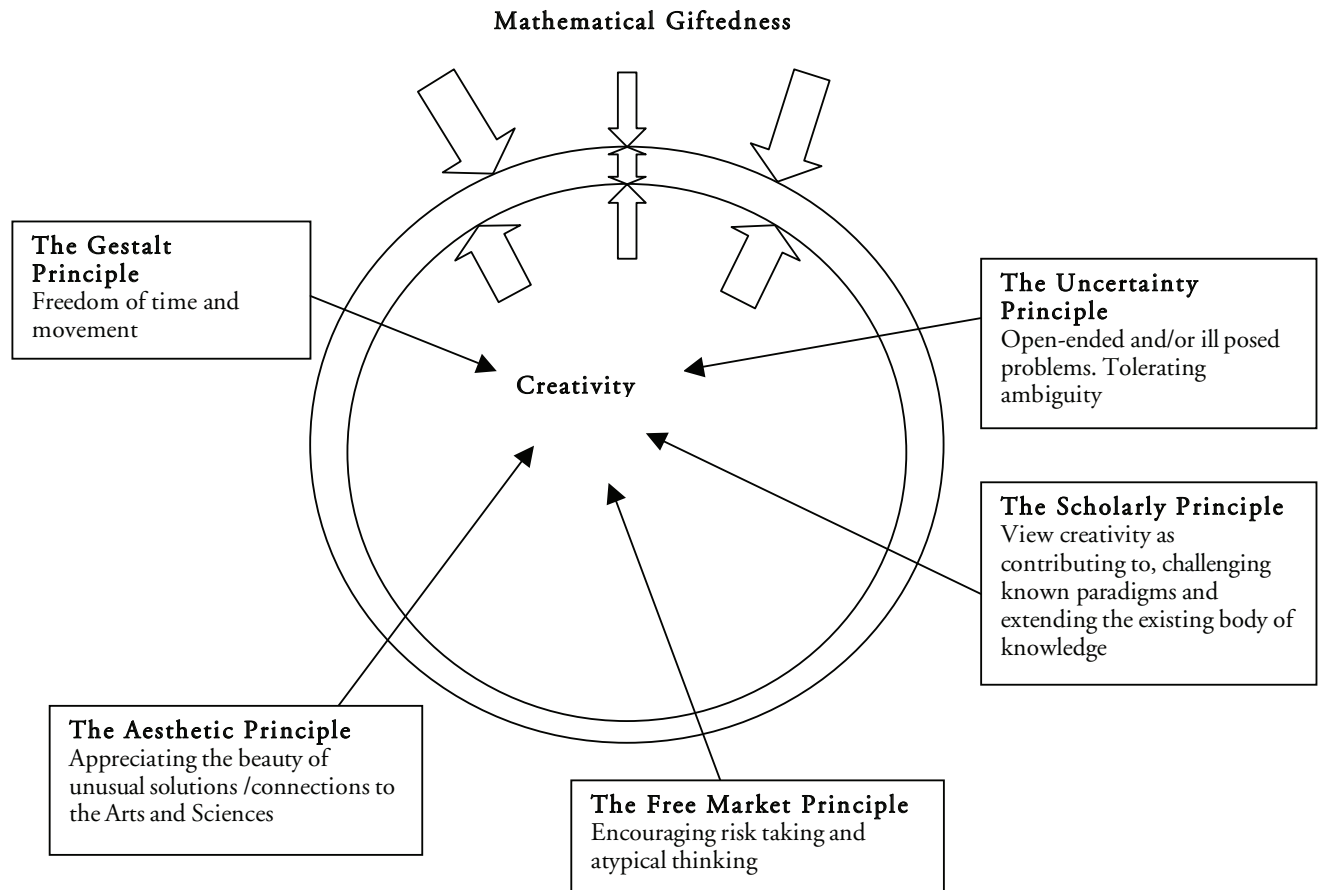 Mathematical Giftedness
The Gestalt
Principle
Freedom of time and
movement
The Uncertainty
Principle
Open-ended and/or ill posed
problems. Tolerating
ambiguity
Creativity
The Scholarly Principle
View creativity as
contributing to, challenging
known paradigms and
extending the existing body of
knowledge
The Aesthetic Principle
Appreciating the beauty of
unusual solutions /connections to
the Arts and Sciences
The Free Market Principle
Encouraging risk taking and
atypical thinking